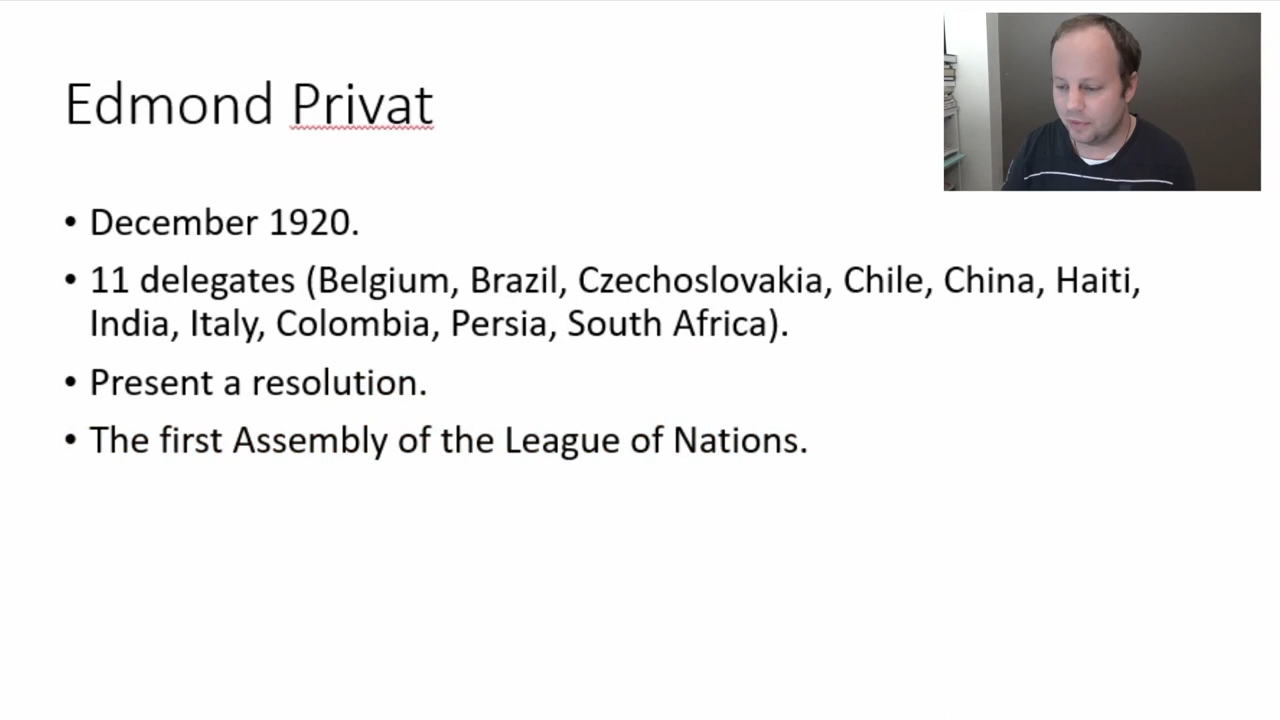 Edmond Privat
• December 1920.
• 11 delegates (Belgium, Brazil, Czechoslovakia, Chile, China, Haiti,
India, Italy, Colombia, Persia, South Africa).
• Present a resolution.
• The first Assembly of the League of Nations.